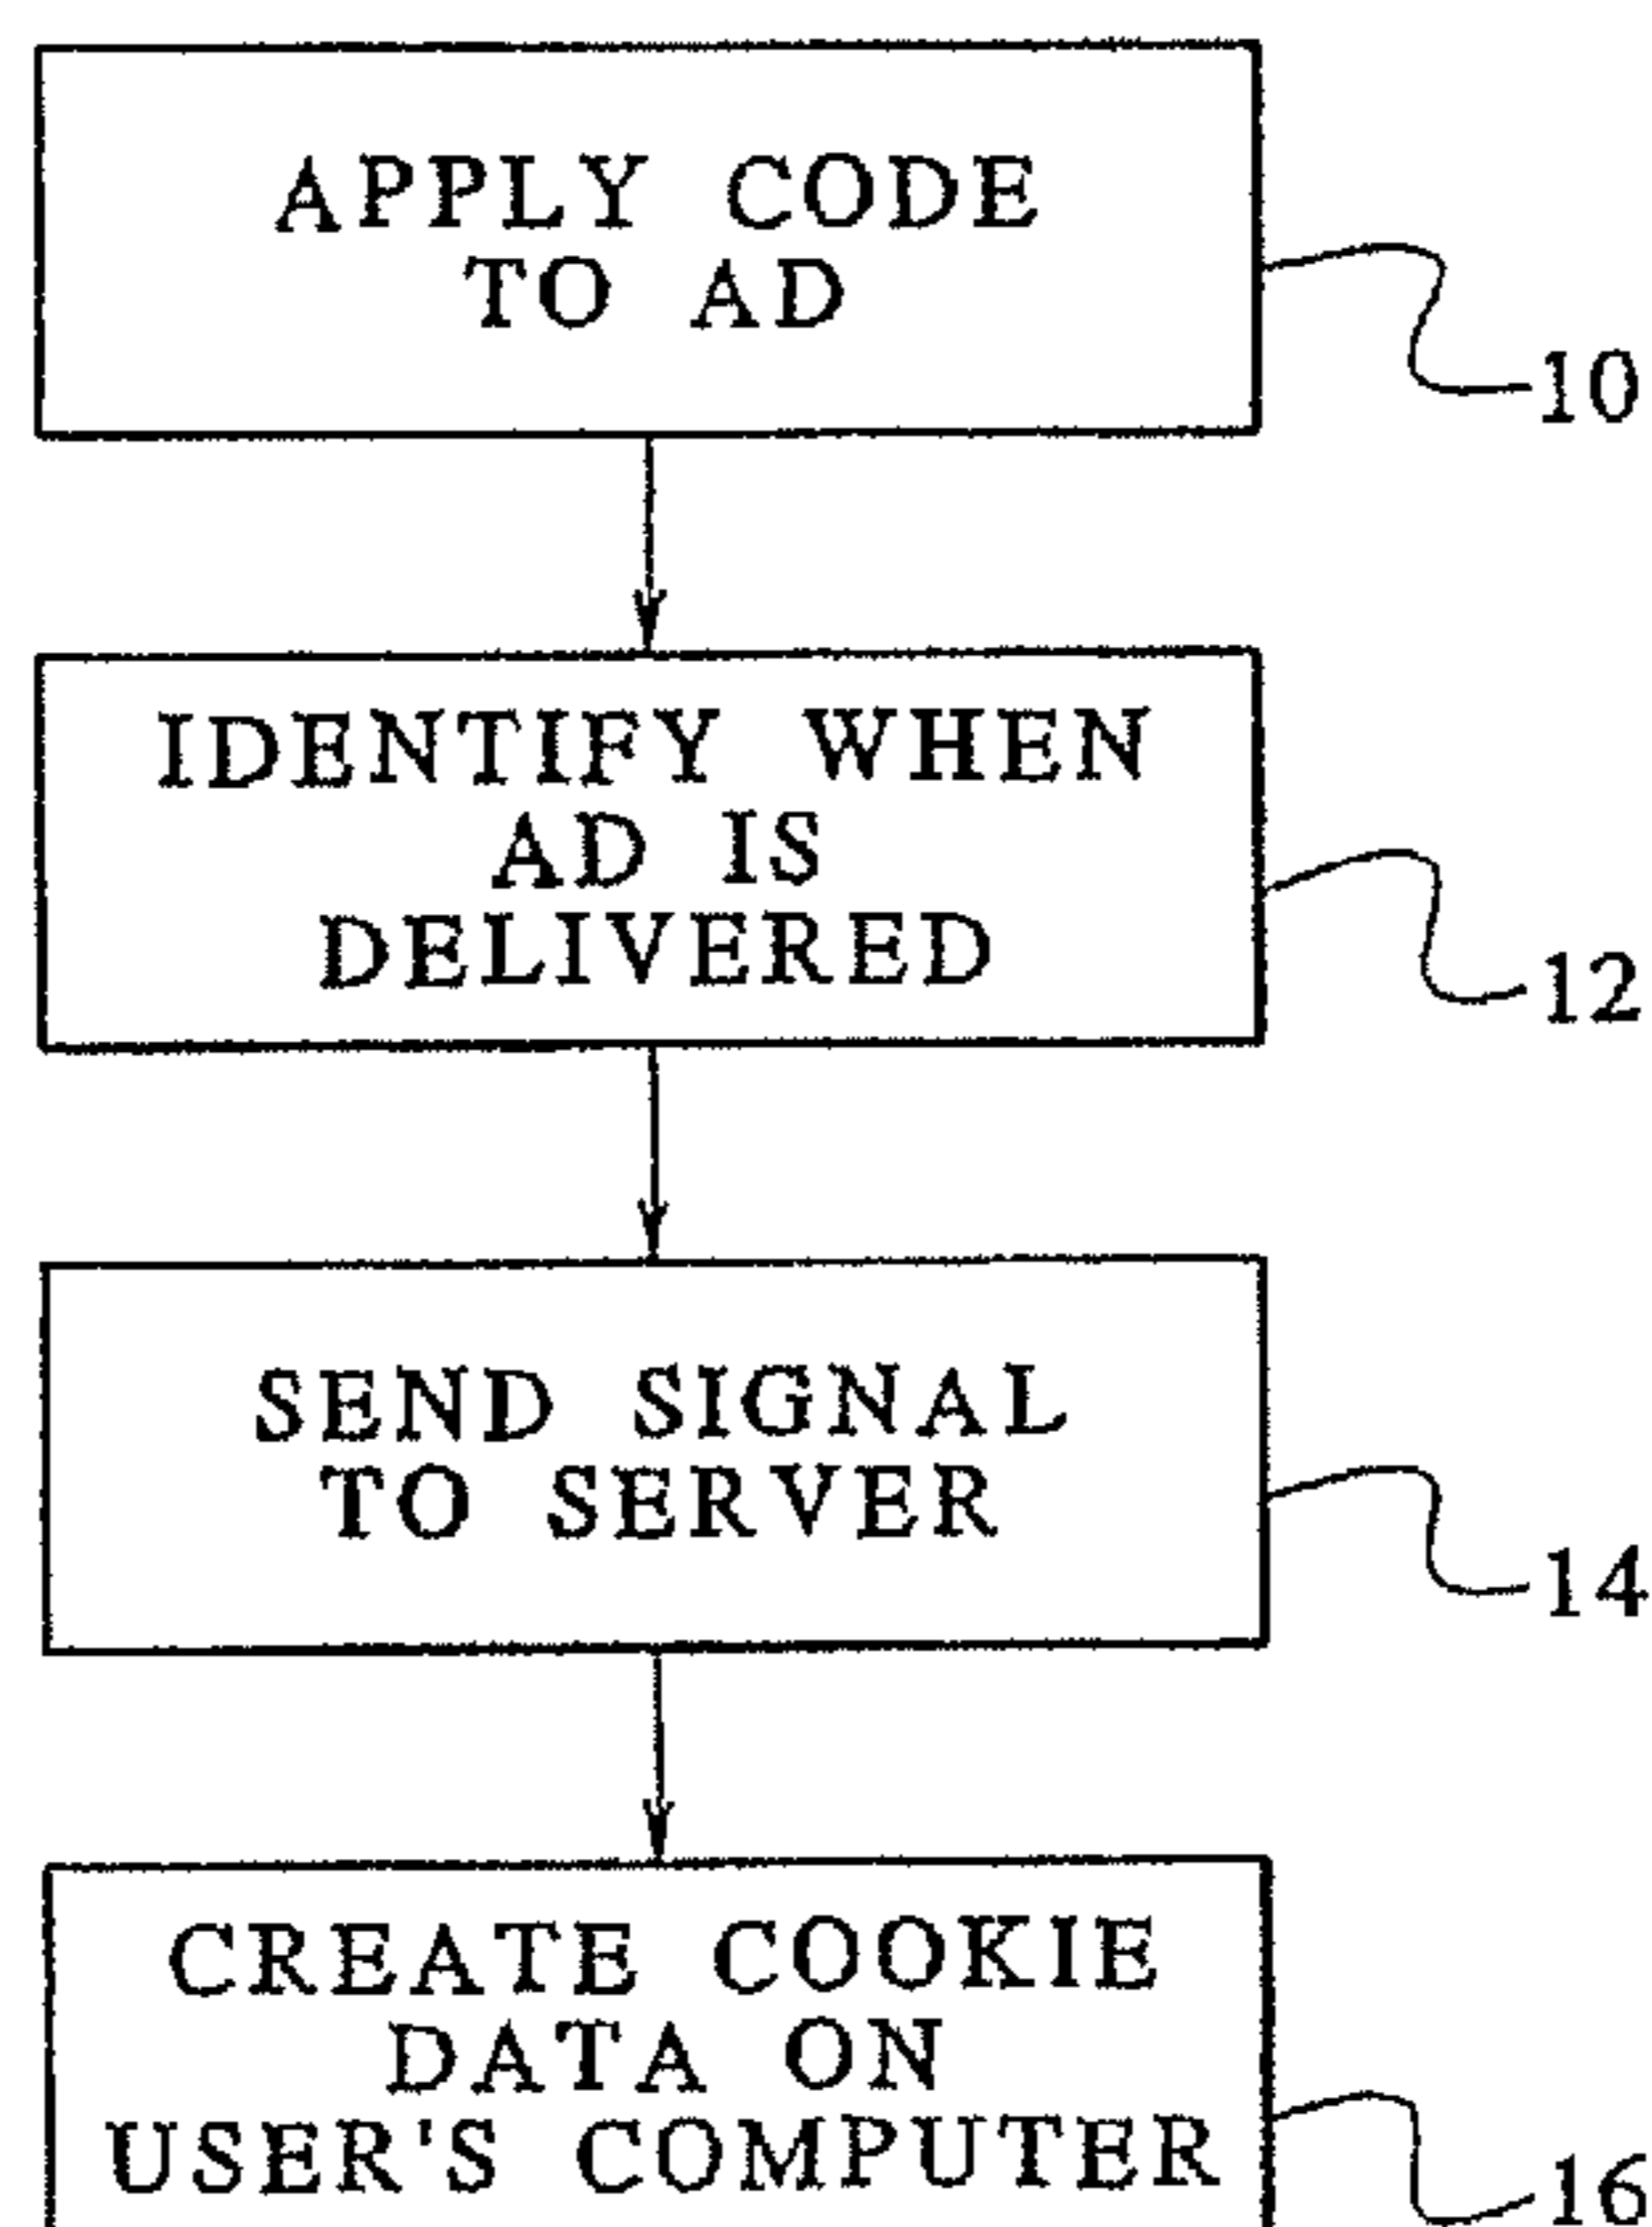 APPLY CODE
TO AD
10
IDENTIFY WHEN
AD IS
DELIVERED
12
SEND SIGNAL
TO SERVER
14
CREATE COOKIE
DATA ON
USER'S COMPUTER
16